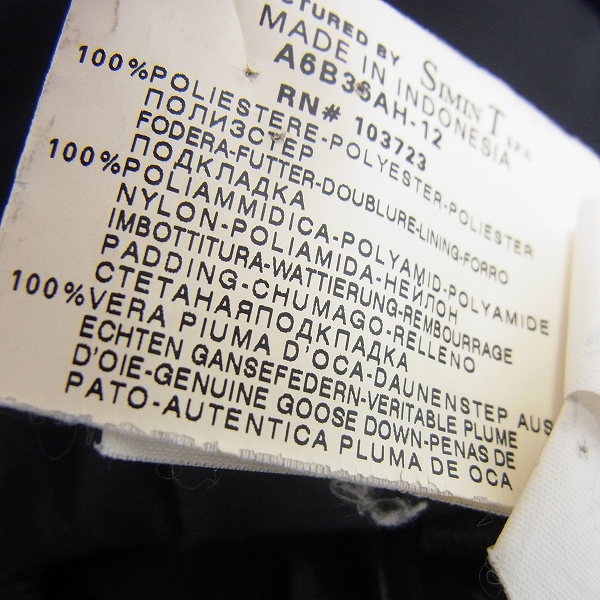 CTURED BY SIMINT S.P.A.
MADE IN INDONESIA
A6B36AH-12
RN# 103723
100%POLIESTERE-POLYESTER-POLIESTER
ПОЛИЗСТЕР
FODERA-FUTTER-DOUBLURE-LINING-FORRO
ПОДКЛАДКА
100%POLIAMMIDICA-POLYAMID-POLYAMIDE
NYLON-POLIAMIDA-НЕЙЛОН
IMBOTTITURA-WATTIERUNG-REMBOURRAGE
PADDING-CHUMAGO-RELLENO
СТЕТАНАЯПОДКЛАДКА
100%VERA PIUMA D'OCA-DAUNENSTEP AUS
ECHTEN GANSEFEDERN-VERITABLE PLUME
D'OIE-GENUINE GOOSE DOWN-PENAS DE
PATO-AUTENTICA PLUMA DE OCA